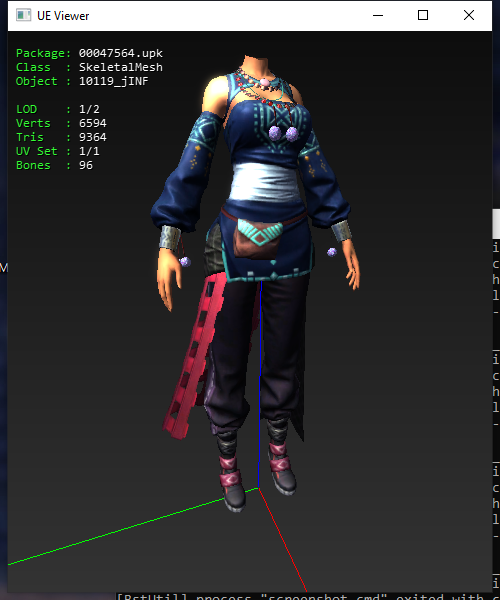 UE Viewer
Package: 00047564.upk
Class : SkeletalMesh
Object : 10119_jINF
LOD : 1/2
Verts : 6594
Tris : 9364
UV Set : 1/1
Bones : 96
M
i
c
h
l
-
i
c
h
l
-
i
c
h
l
-
i
[BstUtil] process "screenshot.cmd" exited with c